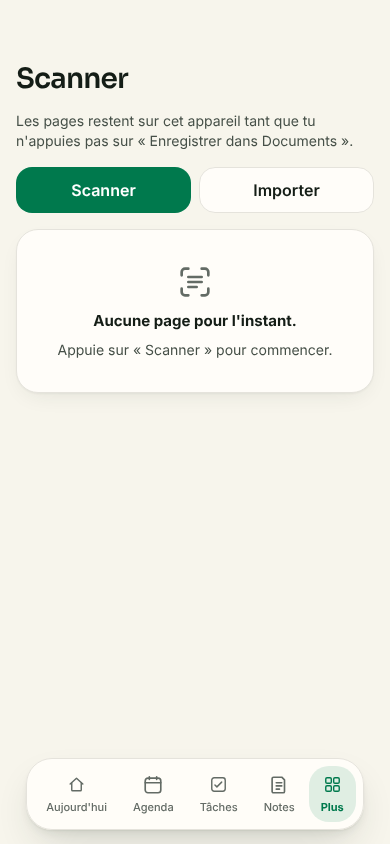 Scanner
Les pages restent sur cet appareil tant que tu
n'appuies pas sur « Enregistrer dans Documents ».
Scanner
Importer
Aucune page pour l'instant.
Appuie sur « Scanner » pour commencer.
Aujourd'hui
Agenda
Tâches
Notes
Plus